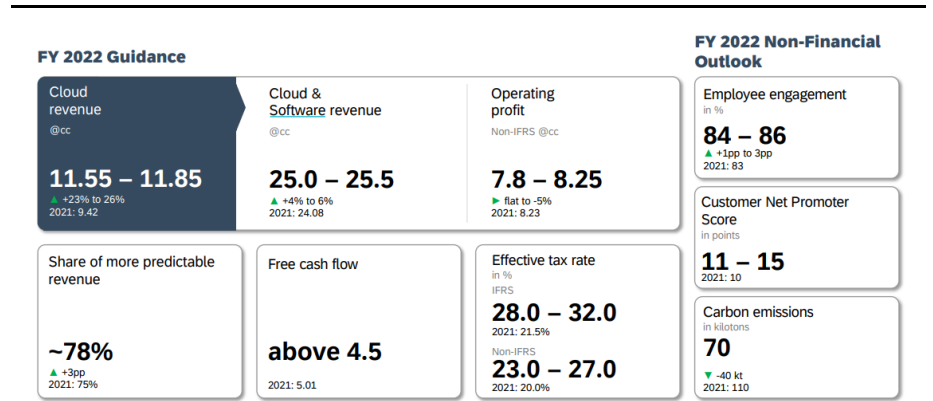 FY 2022 Guidance
Cloud
revenue
@cc
11.55 – 11.85
▲ +23% to 26%
2021: 9.42
Cloud &
Software revenue
@cc
25.0 – 25.5
▲ +4% to 6%
2021: 24.08
Operating
profit
Non-IFRS @cc
7.8 – 8.25
► flat to -5%
2021: 8.23
Share of more predictable
revenue
~78%
▲ +3pp
2021: 75%
Free cash flow
above 4.5
2021: 5.01
Effective tax rate
in %
IFRS
28.0 – 32.0
2021: 21.5%
Non-IFRS
23.0 – 27.0
2021: 20.0%
FY 2022 Non-Financial
Outlook
Employee engagement
in %
84 – 86
▲ +1pp to 3pp
2021: 83
Customer Net Promoter
Score
in points
11 – 15
2021: 10
Carbon emissions
in kilotons
70
▼ -40 kt
2021: 110